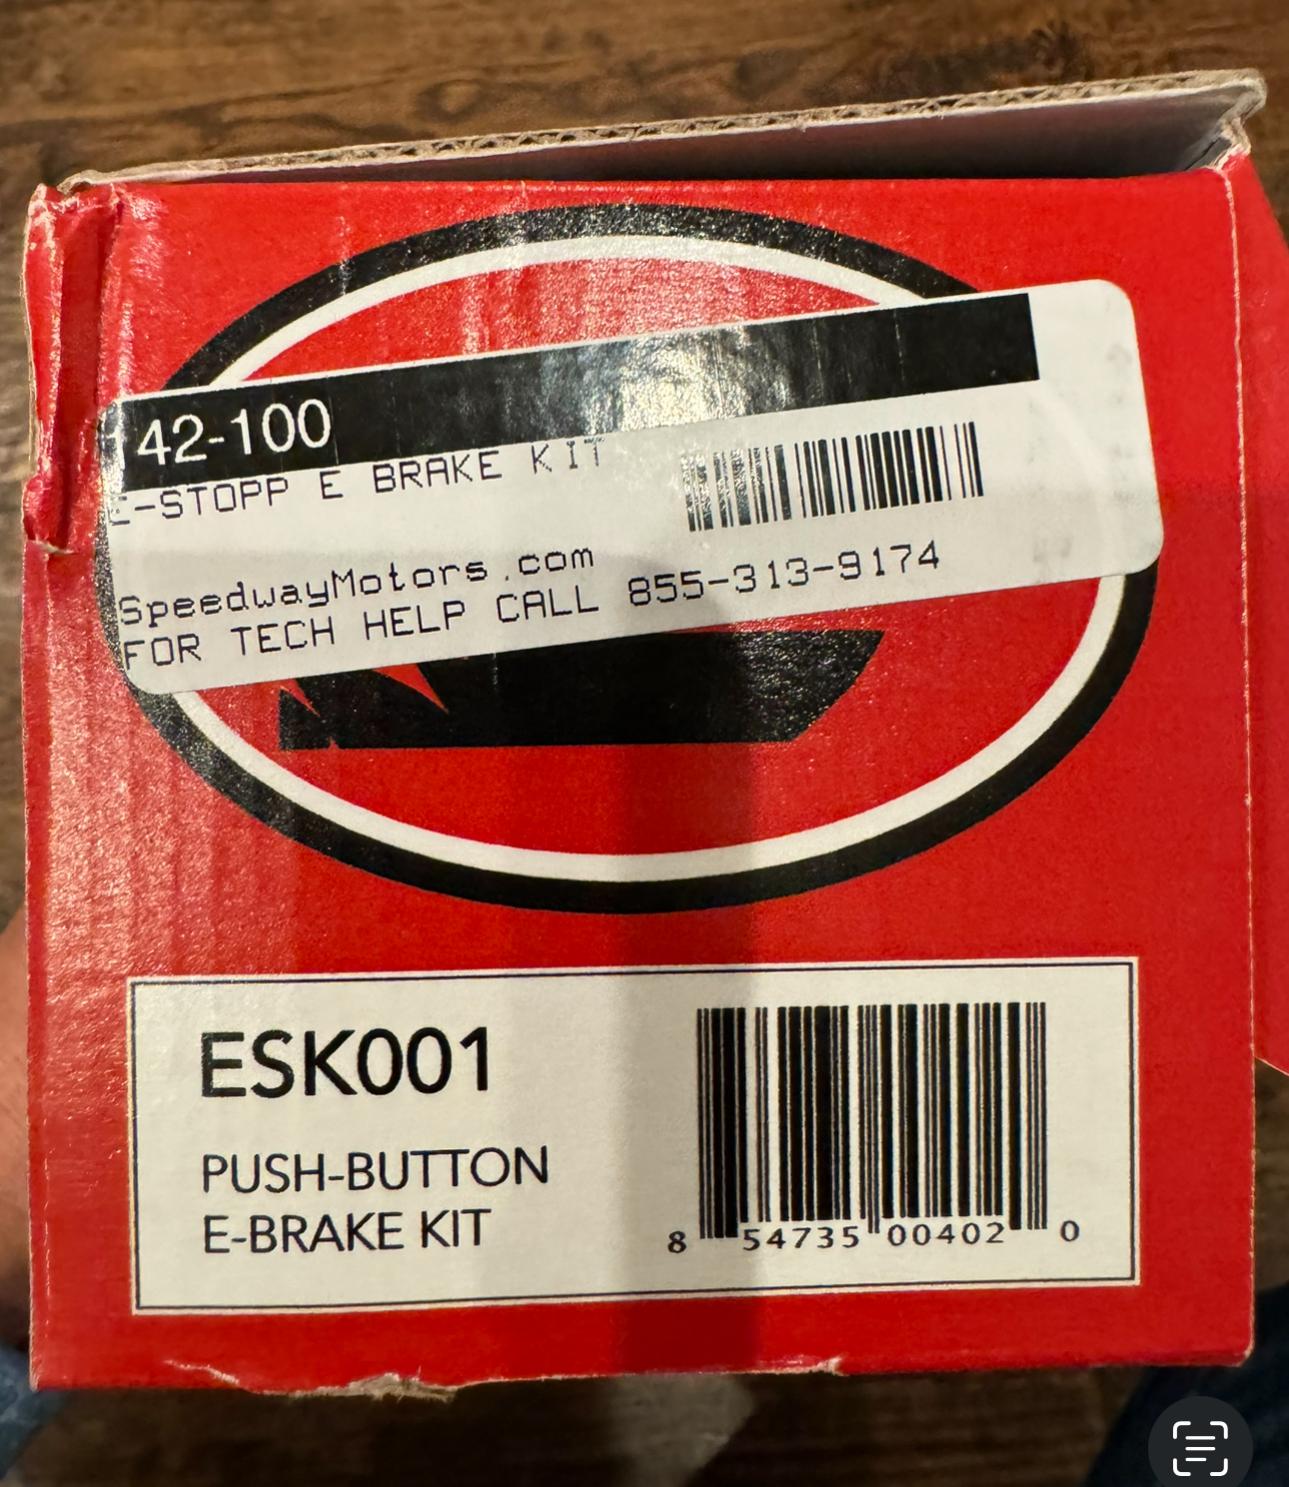 142-100
E-STOPP E BRAKE KIT
SpeedwayMotors.com
FOR TECH HELP CALL 855-313-9174
ESK001
PUSH-BUTTON
E-BRAKE KIT
8 54735 00402 0